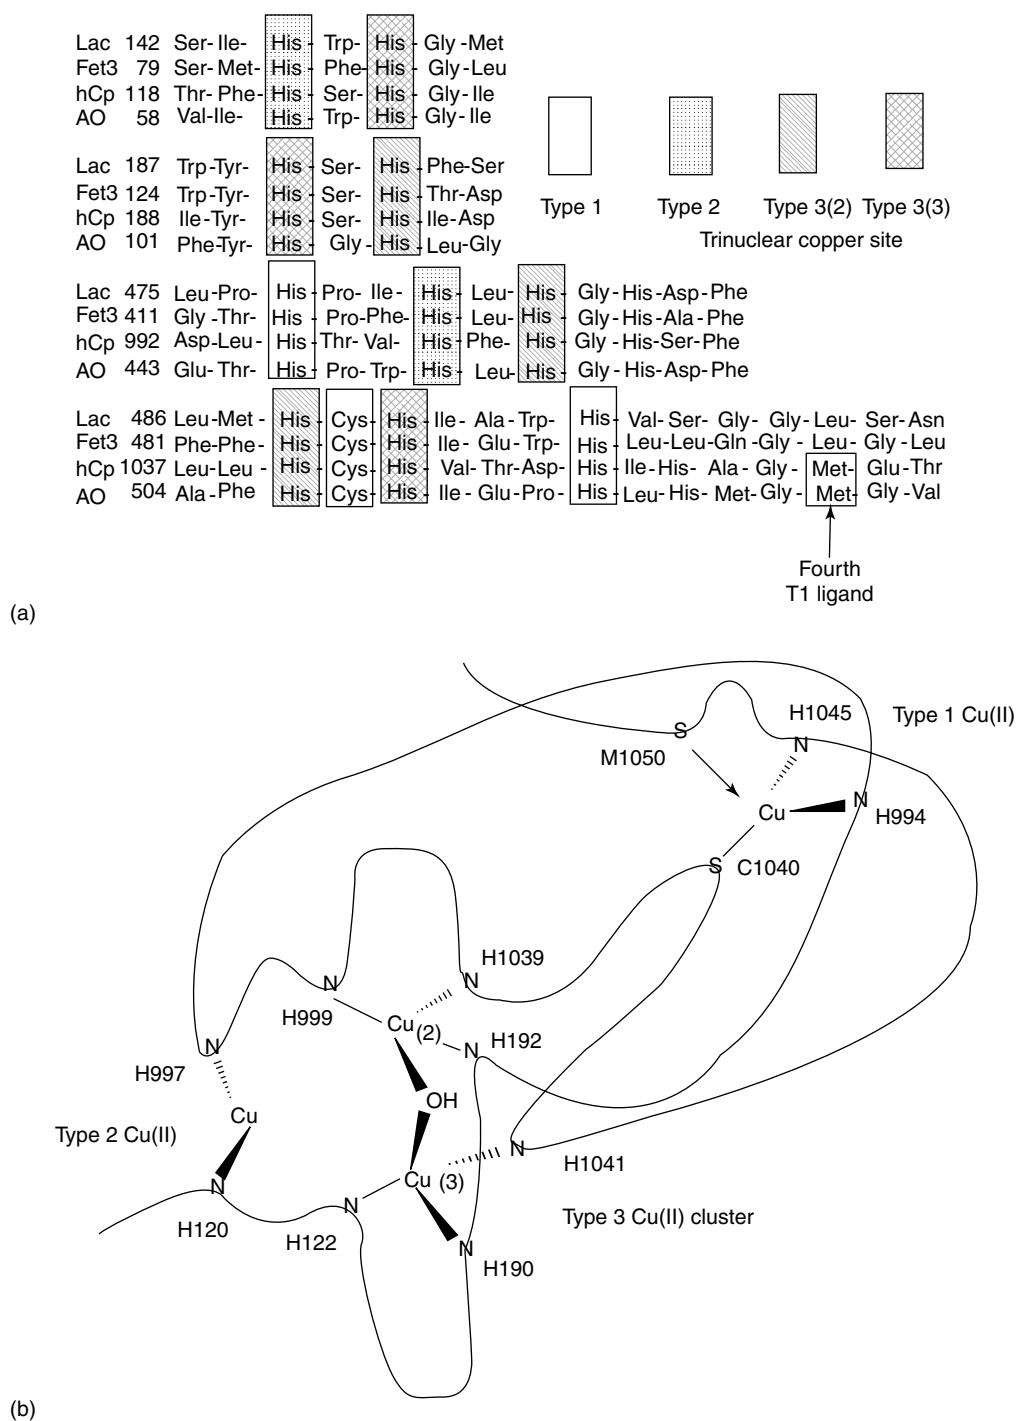 Lac 142 Ser- Ile- His - Trp- His - Gly -Met
Fet3 79 Ser- Met- His - Phe- His - Gly -Leu
hCp 118 Thr - Phe- His - Ser- His - Gly -Ile
AO 58 Val-Ile- His - Trp- His - Gly -Ile
Lac 187 Trp-Tyr- His - Ser- His - Phe-Ser
Fet3 124 Trp-Tyr- His - Ser- His - Thr-Asp
hCp 188 Ile -Tyr- His - Ser- His - Ile -Asp
AO 101 Phe-Tyr- His - Gly - His - Leu-Gly
Type 1 Type 2 Type 3(2) Type 3(3)
Trinuclear copper site
Lac 475 Leu-Pro- His - Pro- Ile- His - Leu- His - Gly -His-Asp -Phe
Fet3 411 Gly -Thr- His - Pro-Phe- His - Leu- His - Gly -His-Ala -Phe
hCp 992 Asp-Leu- His - Thr- Val- His - Phe- His - Gly -His-Ser -Phe
AO 443 Glu- Thr- His - Pro- Trp- His - Leu- His - Gly -His-Asp -Phe
Lac 486 Leu-Met - His - Cys - His - Ile - Ala - Trp- His - Val - Ser- Gly- Gly- Leu- Ser-Asn
Fet3 481 Phe-Phe- His - Cys - His - Ile - Glu - Trp- His - Leu-Leu-Gln -Gly - Leu- Gly -Leu
hCp 1037 Leu-Leu - His - Cys - His - Val - Thr-Asp- His - Ile -His- Ala - Gly- Met- Glu-Thr
AO 504 Ala - Phe His - Cys - His - Ile - Glu -Pro- His - Leu-His- Met-Gly - Met- Gly -Val
Fourth
T1 ligand
(a)
S
H1045
Type 1 Cu(II)
N
M1050
Cu
N
H994
S
C1040
H1039
N
N
H999
Cu(2)
H192
N
N
H997
OH
Cu
Type 2 Cu(II)
N
H1041
Cu (3)
N
N
Type 3 Cu(II) cluster
H120
H122
N
H190
(b)